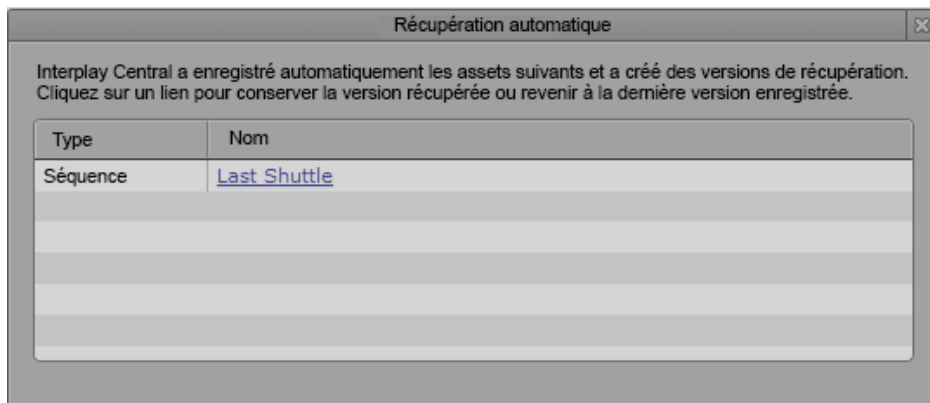 Récupération automatique
Interplay Central a enregistré automatiquement les assets suivants et a créé des versions de récupération.
Cliquez sur un lien pour conserver la version récupérée ou revenir à la dernière version enregistrée.
Type Nom
Séquence Last Shuttle